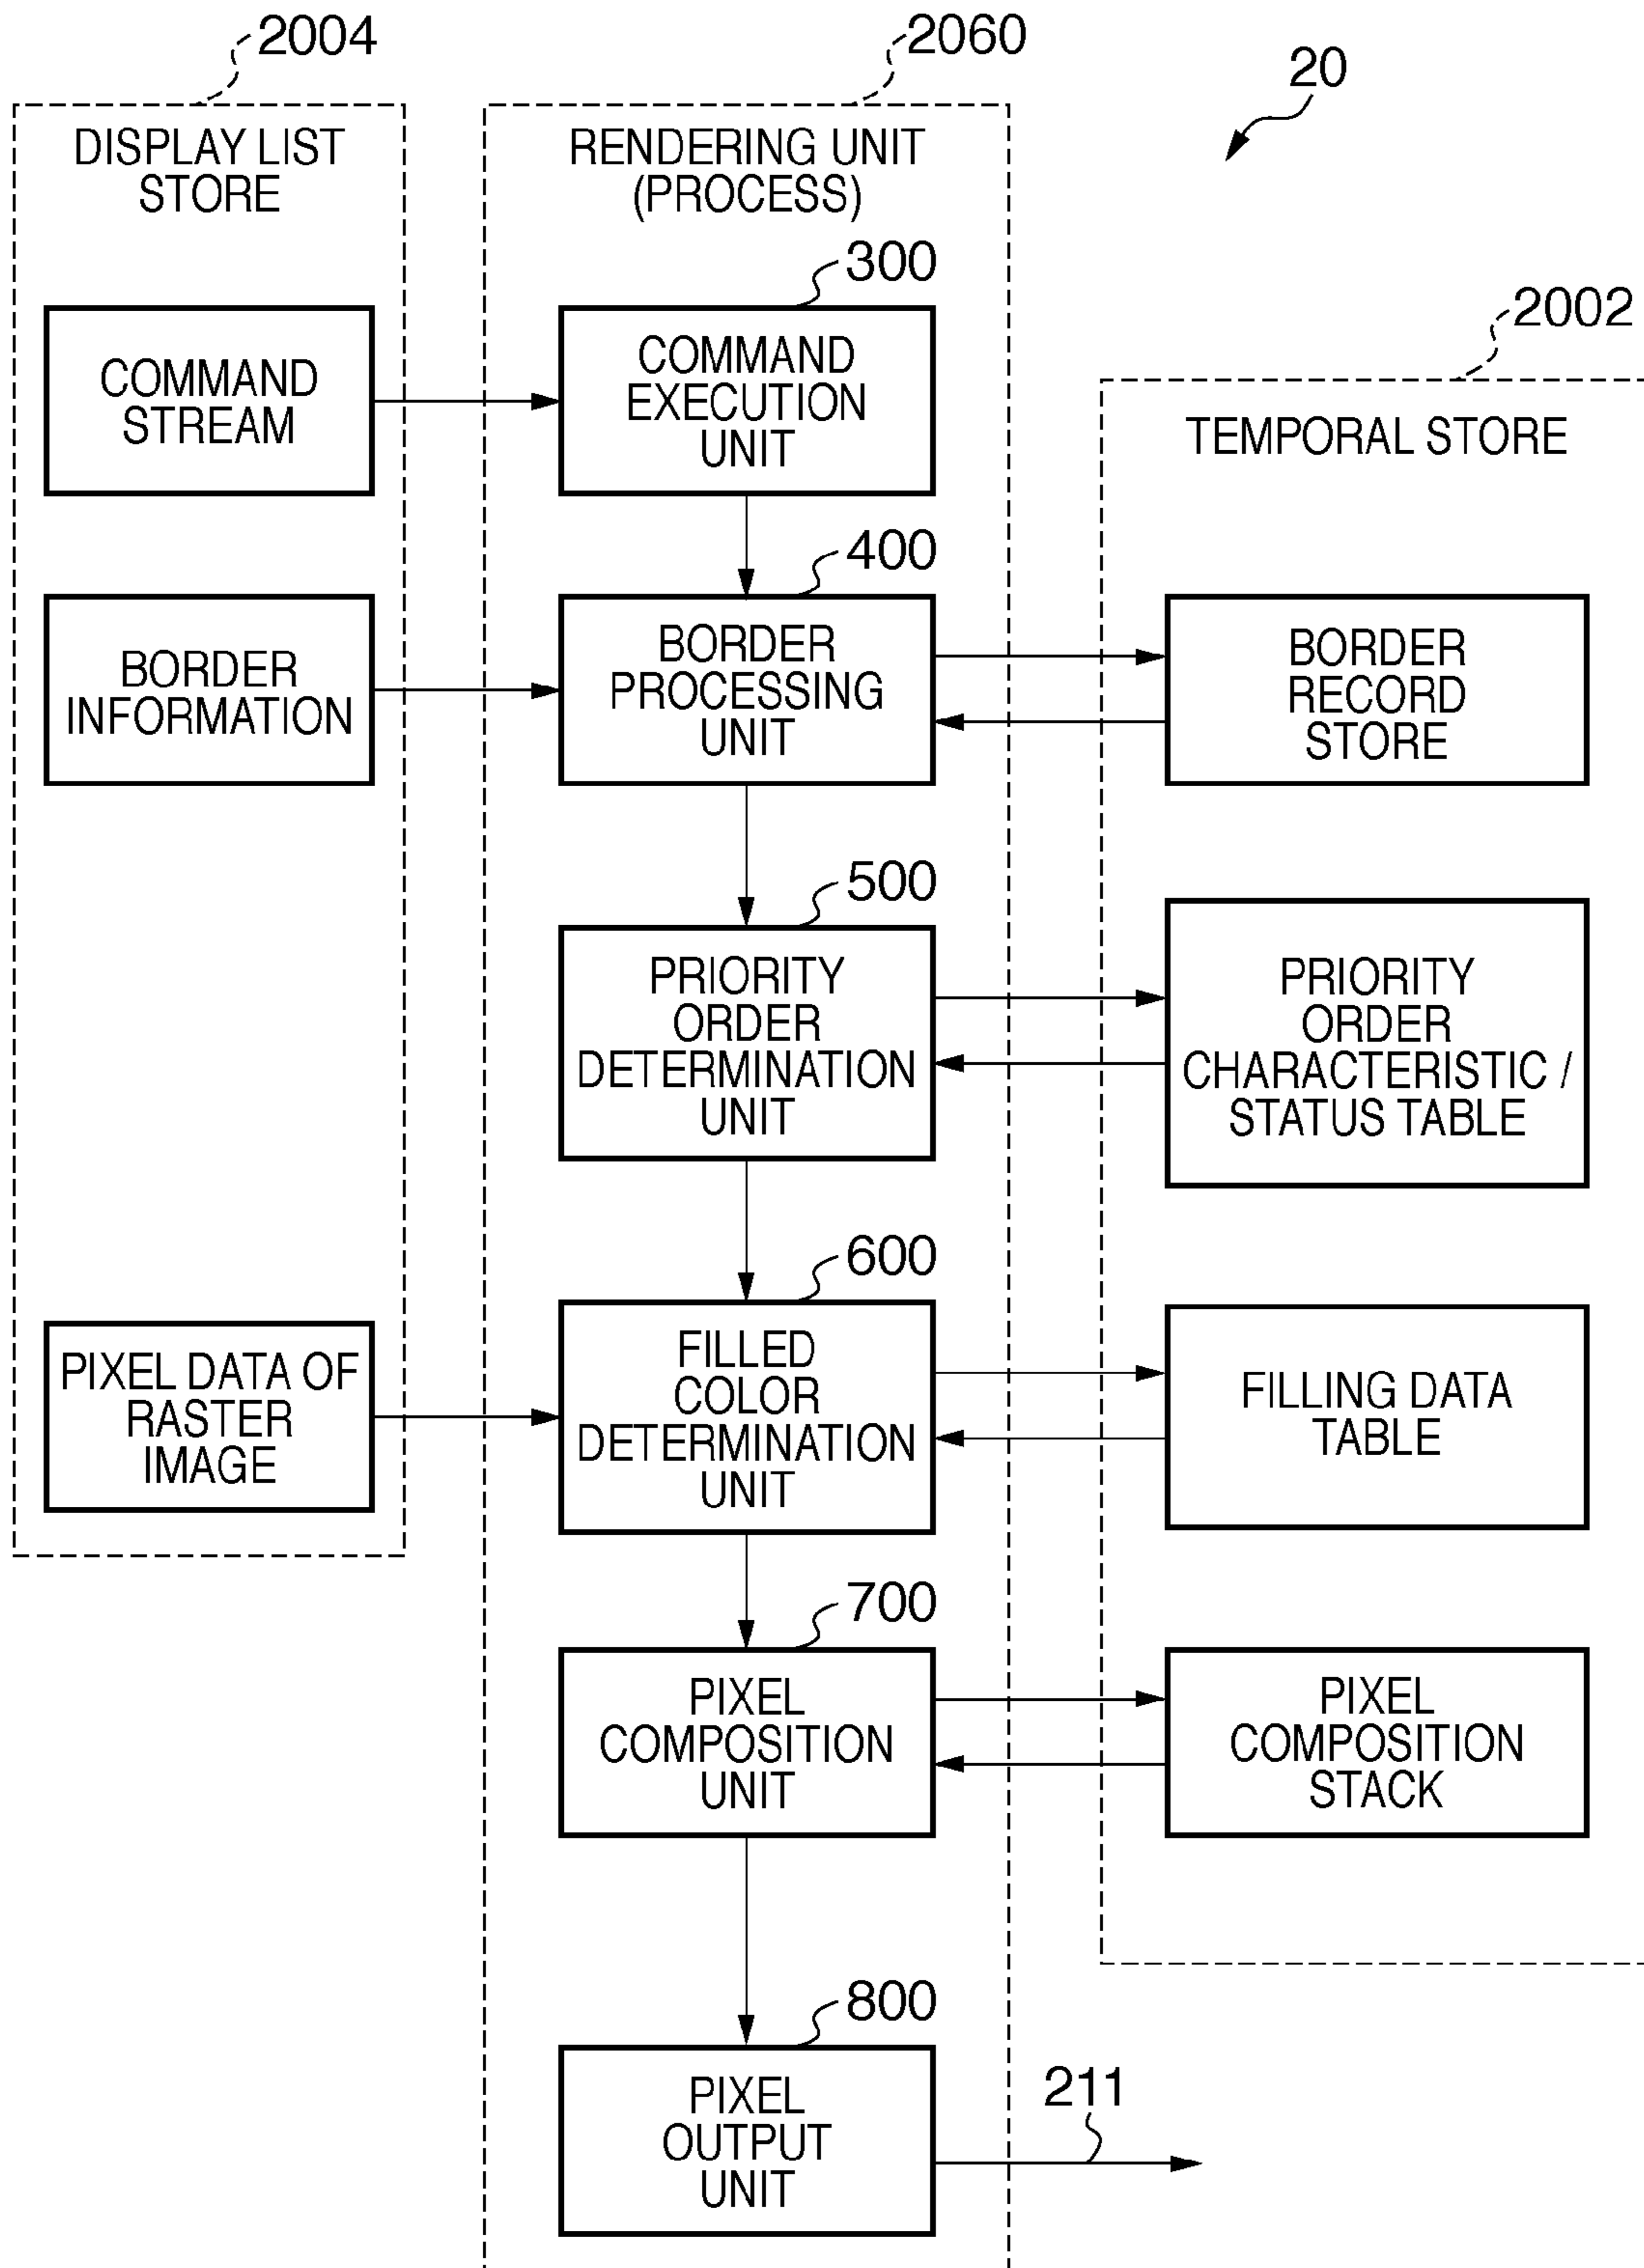 2004
2060
20
DISPLAY LIST
STORE
RENDERING UNIT
(PROCESS)
300
2002
COMMAND
STREAM
COMMAND
EXECUTION
UNIT
TEMPORAL STORE
400
BORDER
INFORMATION
BORDER
PROCESSING
UNIT
BORDER
RECORD
STORE
500
PRIORITY
ORDER
DETERMINATION
UNIT
PRIORITY
ORDER
CHARACTERISTIC /
STATUS TABLE
600
PIXEL DATA OF
RASTER
IMAGE
FILLED
COLOR
DETERMINATION
UNIT
FILLING DATA
TABLE
700
PIXEL
COMPOSITION
UNIT
PIXEL
COMPOSITION
STACK
800
PIXEL
OUTPUT
UNIT
211